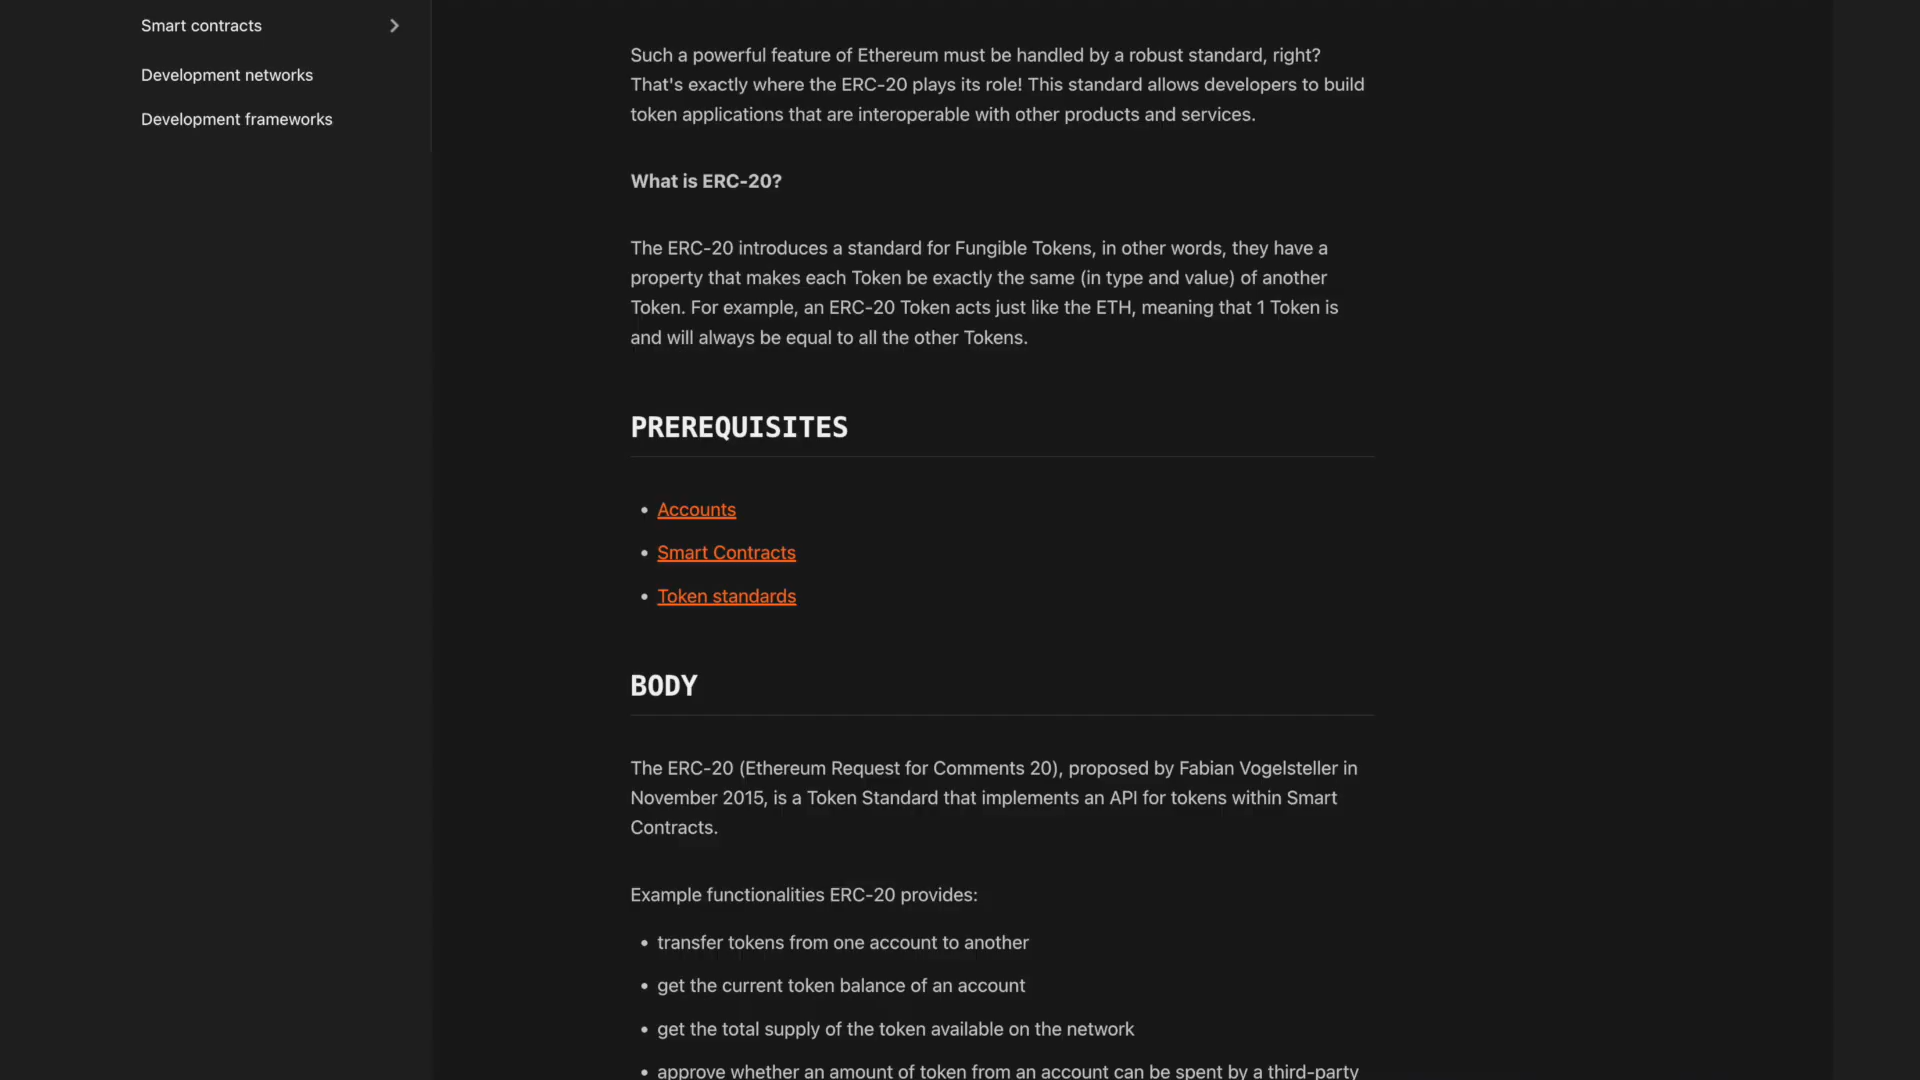 Smart contracts
Development networks
Development frameworks
Such a powerful feature of Ethereum must be handled by a robust standard, right?
That's exactly where the ERC-20 plays its role! This standard allows developers to build
token applications that are interoperable with other products and services.
What is ERC-20?
The ERC-20 introduces a standard for Fungible Tokens, in other words, they have a
property that makes each Token be exactly the same (in type and value) of another
Token. For example, an ERC-20 Token acts just like the ETH, meaning that 1 Token is
and will always be equal to all the other Tokens.
PREREQUISITES
• Accounts
• Smart Contracts
• Token standards
BODY
The ERC-20 (Ethereum Request for Comments 20), proposed by Fabian Vogelsteller in
November 2015, is a Token Standard that implements an API for tokens within Smart
Contracts.
Example functionalities ERC-20 provides:
• transfer tokens from one account to another
• get the current token balance of an account
• get the total supply of the token available on the network
• approve whether an amount of token from an account can be spent by a third-party